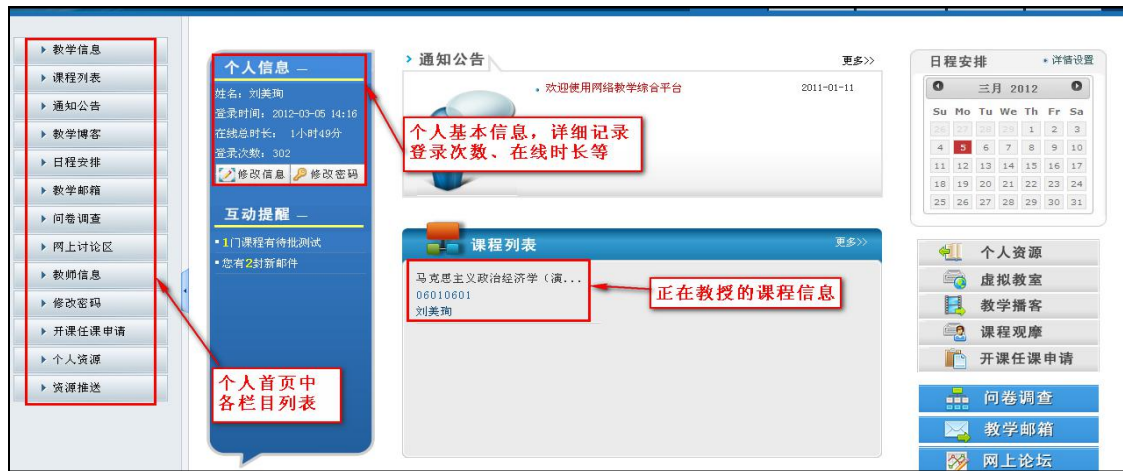 教学信息
课程列表
通知公告
教学博客
日程安排
教学邮箱
问卷调查
网上讨论区
教师信息
修改密码
开课任课申请
个人资源
资源推送
个人首页中
各栏目列表
个人信息
姓名：刘美珣
登录时间：2012-03-05 14:16
在线总时长： 1小时49分
登录次数：302
修改信息 修改密码
互动提醒
1门课程有待批测试
您有2封新邮件
通知公告 更多>>
欢迎使用网络教学综合平台 2011-01-11
个人基本信息，详细记录
登录次数、在线时长等
课程列表 更多>>
马克思主义政治经济学（演...
06010601
刘美珣
正在教授的课程信息
日程安排 详情设置
三月 2012
Su Mo Tu We Th Fr Sa
26 27 28 29 1 2 3
4 5 6 7 8 9 10
11 12 13 14 15 16 17
18 19 20 21 22 23 24
25 26 27 28 29 30 31
个人资源
虚拟教室
教学播客
课程观摩
开课任课申请
问卷调查
教学邮箱
网上论坛